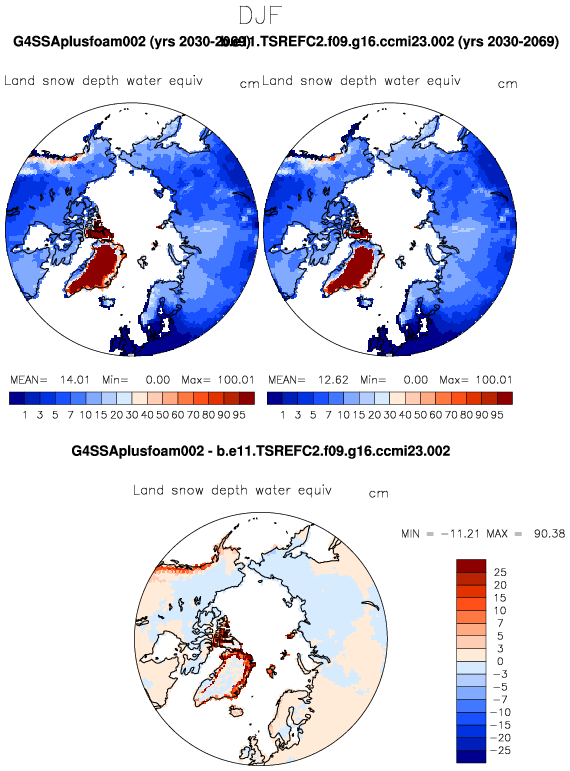 DJF
G4SSAplusfoam002 (yrs 2030-2069) b.e11.TSREFC2.f09.g16.ccmi23.002 (yrs 2030-2069)
Land snow depth water equiv cm Land snow depth water equiv cm
MEAN= 14.01 Min= 0.00 Max= 100.01 MEAN= 12.62 Min= 0.00 Max= 100.01
1 3 5 7 10 15 20 30 40 50 60 70 80 90 95 1 3 5 7 10 15 20 30 40 50 60 70 80 90 95
G4SSAplusfoam002 - b.e11.TSREFC2.f09.g16.ccmi23.002
Land snow depth water equiv cm
MIN = -11.21 MAX = 90.38
25
20
15
10
7
5
3
0
-3
-5
-7
-10
-15
-20
-25